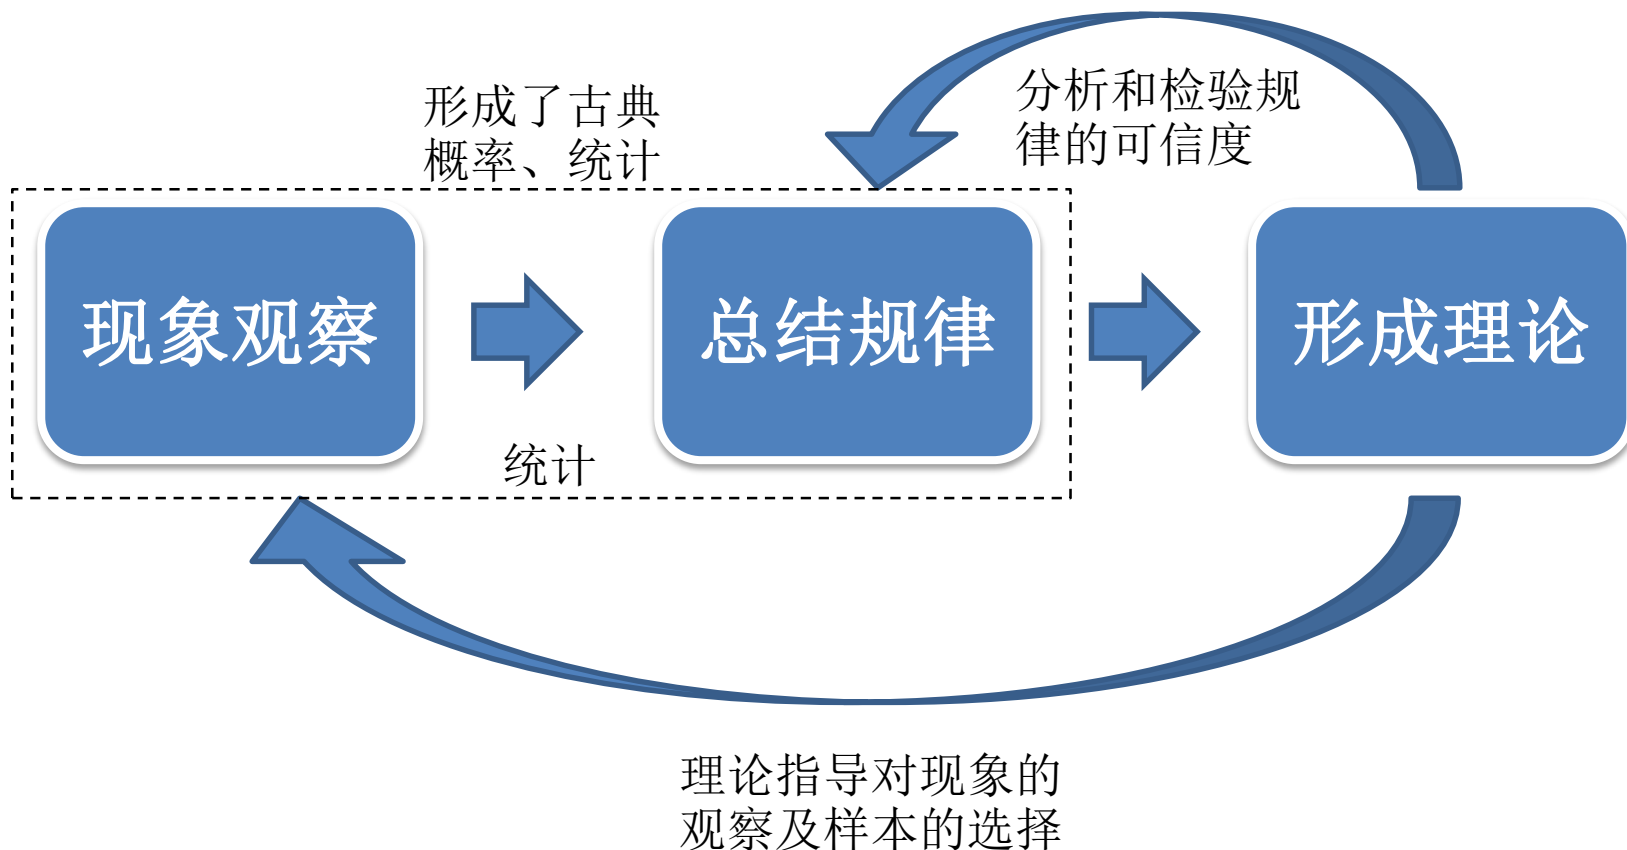 形成了古典
概率、统计
分析和检验规
律的可信度
现象观察
总结规律
形成理论
统计
理论指导对现象的
观察及样本的选择